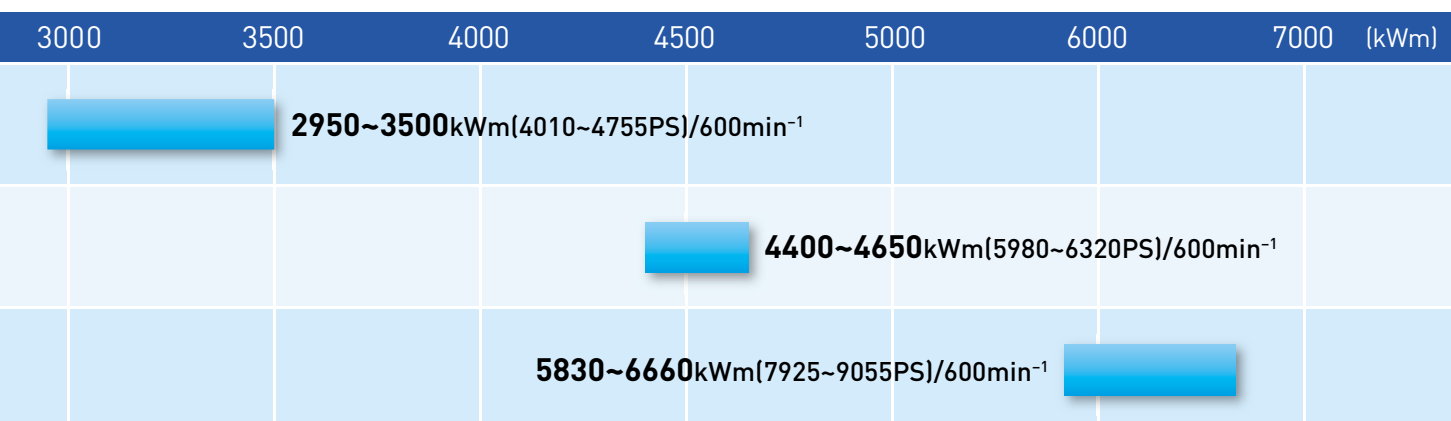 3000 3500 4000 4500 5000 6000 7000 (kWm)
2950~3500kWm(4010~4755PS)/600min⁻¹
4400~4650kWm(5980~6320PS)/600min⁻¹
5830~6660kWm(7925~9055PS)/600min⁻¹